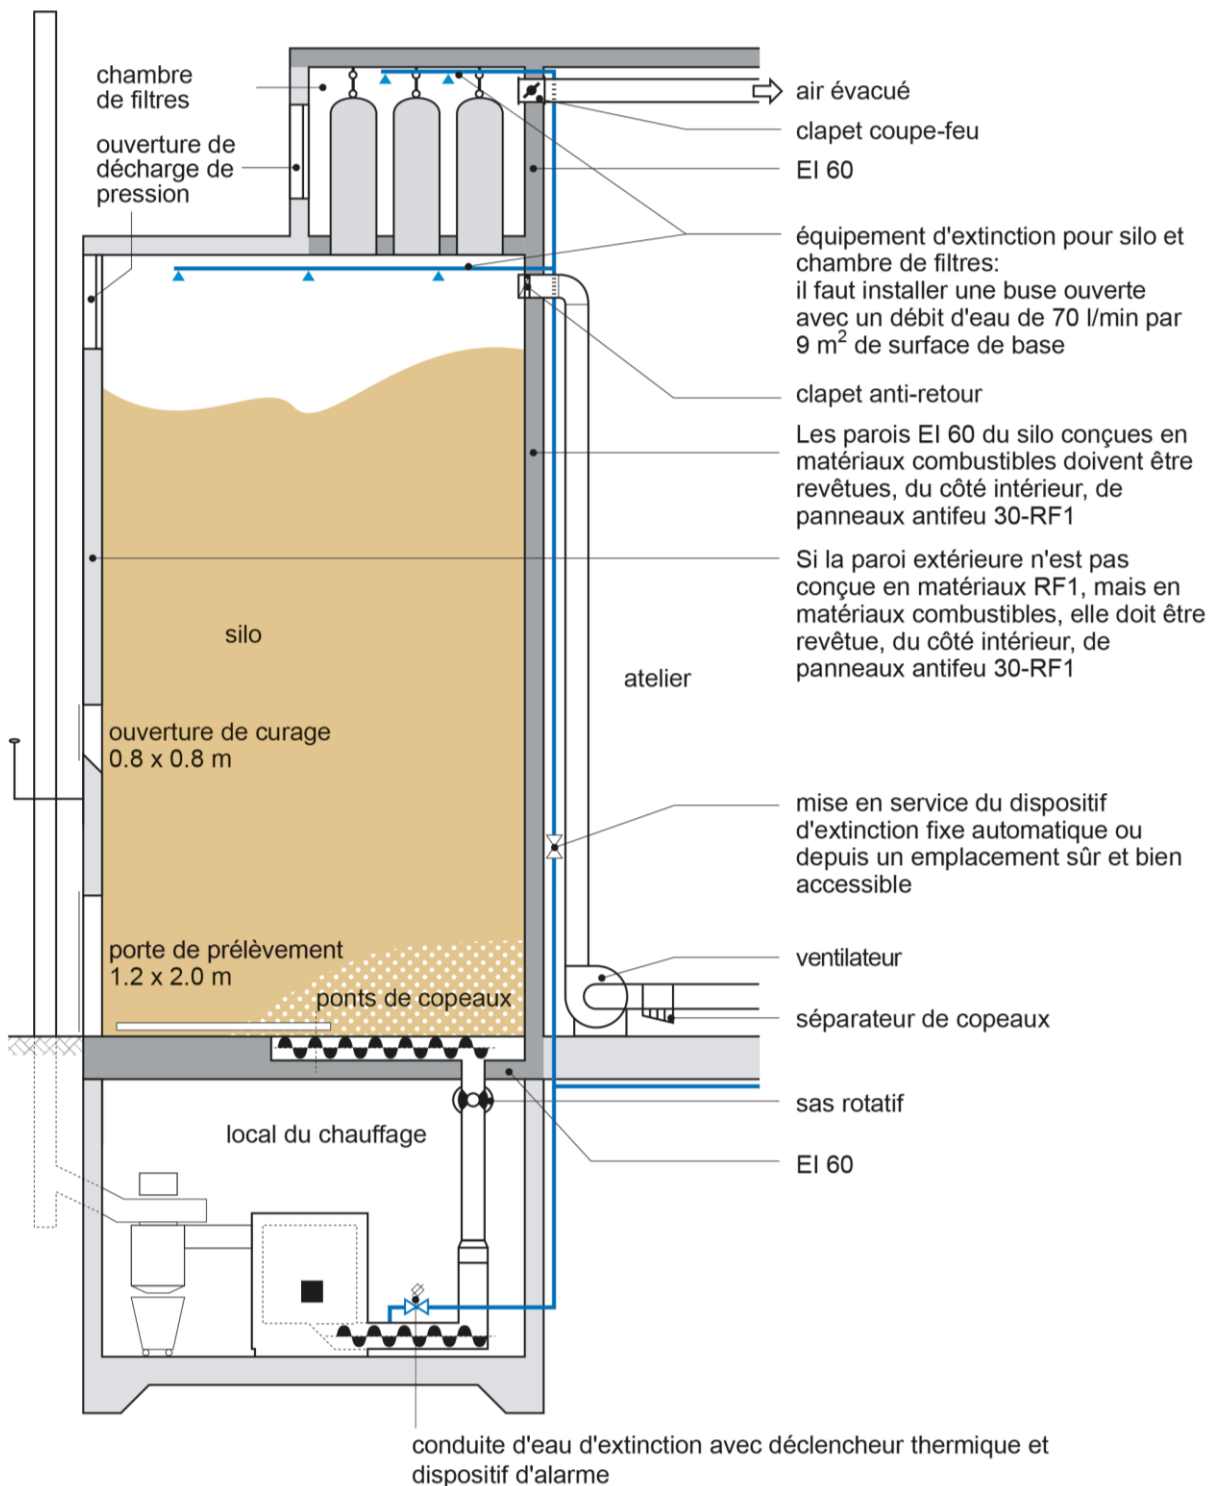 chambre
de filtres
ouverture de
décharge de
pression
air évacué
clapet coupe-feu
EI 60
équipement d'extinction pour silo et
chambre de filtres:
il faut installer une buse ouverte
avec un débit d'eau de 70 l/min par
9 m² de surface de base
clapet anti-retour
Les parois EI 60 du silo conçues en
matériaux combustibles doivent être
revêtues, du côté intérieur, de
panneaux antifeu 30-RF1
Si la paroi extérieure n'est pas
conçue en matériaux RF1, mais en
matériaux combustibles, elle doit être
revêtue, du côté intérieur, de
panneaux antifeu 30-RF1
silo
atelier
ouverture de curage
0.8 x 0.8 m
mise en service du dispositif
d'extinction fixe automatique ou
depuis un emplacement sûr et bien
accessible
porte de prélèvement
1.2 x 2.0 m
ponts de copeaux
ventilateur
séparateur de copeaux
sas rotatif
local du chauffage
EI 60
conduite d'eau d'extinction avec déclencheur thermique et
dispositif d'alarme